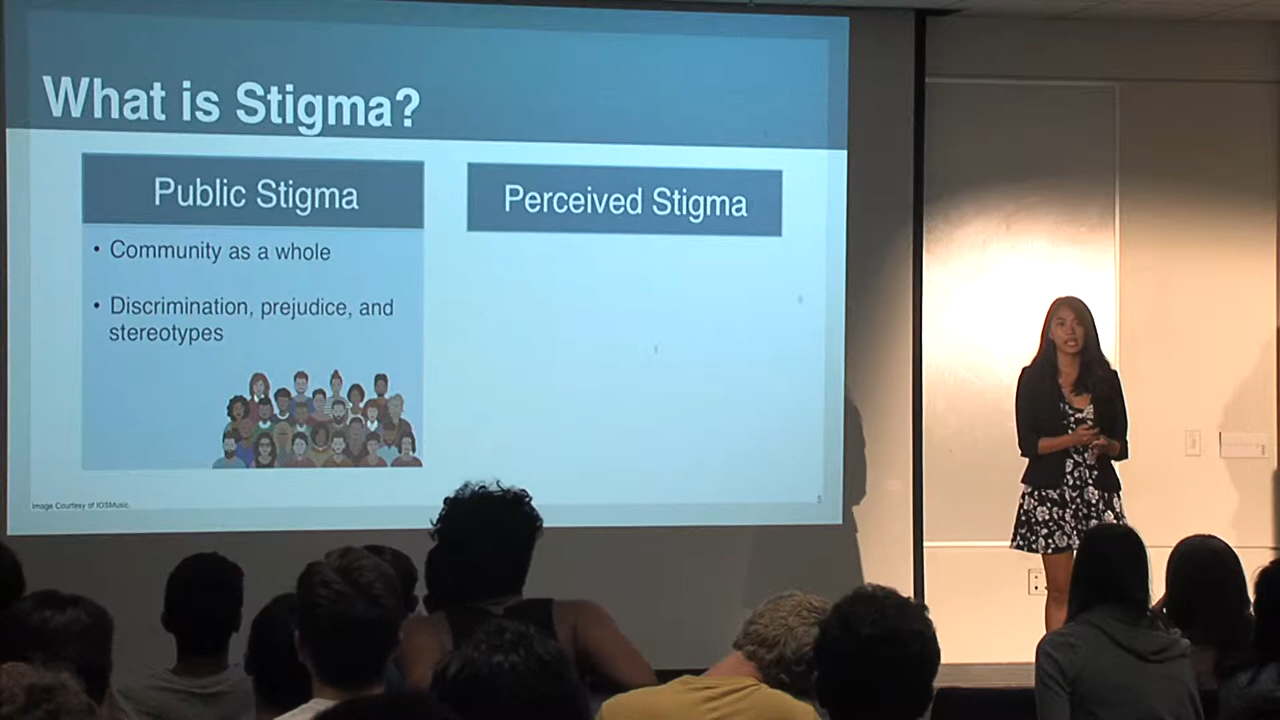 What is Stigma?
Public Stigma
• Community as a whole
• Discrimination, prejudice, and
stereotypes
Perceived Stigma
Image Courtesy of IOSMusic
5